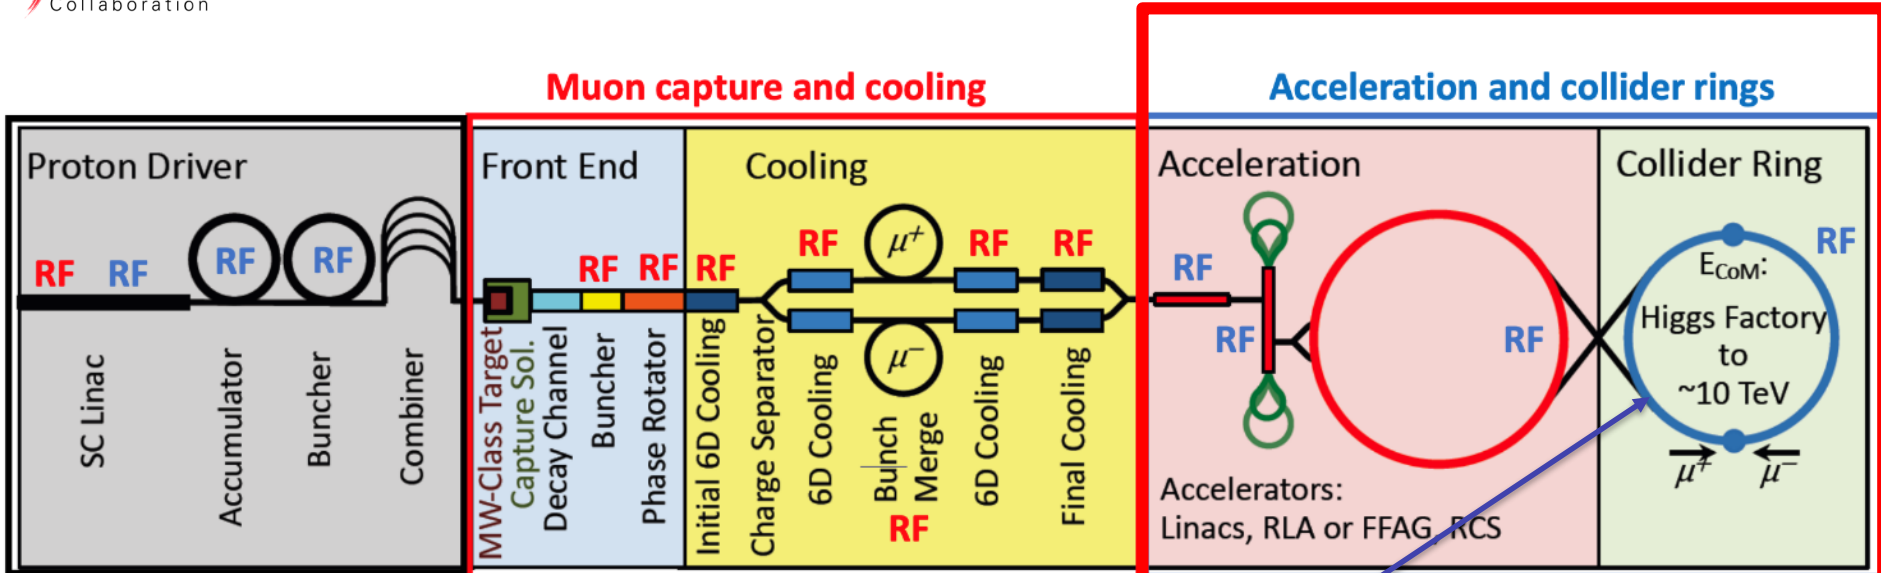 Collaboration
Muon capture and cooling
Acceleration and collider rings
Proton Driver
Front End
Cooling
Acceleration
Collider Ring
RF
RF
RF
RF
RF
RF
RF
RF
μ+
RF
RF
RF
RF
RF
RF
μ−
RF
ECoM:
Higgs Factory
to
~10 TeV
μ+
μ−
SC Linac
Accumulator
Buncher
Combiner
MW-Class Target
Capture Sol.
Decay Channel
Buncher
Phase Rotator
Initial 6D Cooling
Charge Separator
6D Cooling
Bunch
Merge
6D Cooling
Final Cooling
Accelerators:
Linacs, RLA or FFAG, RCS